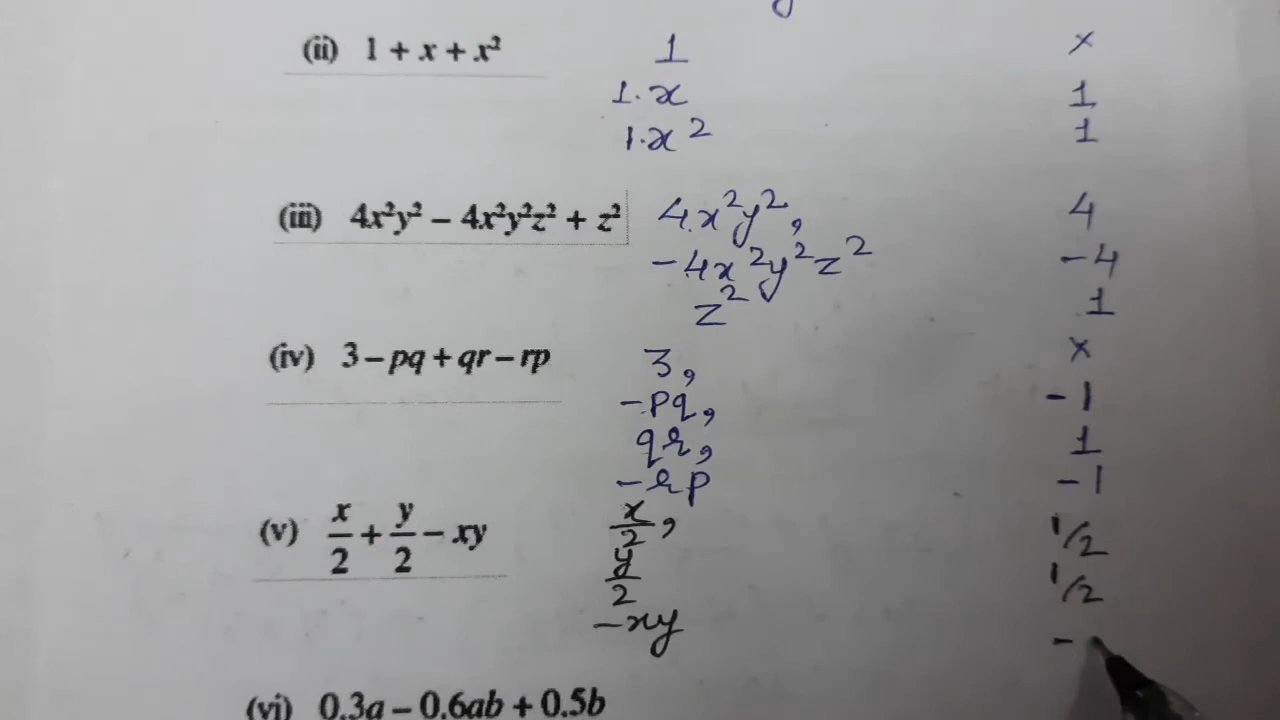 (ii) 1 + x + x² 1 ×
1.x 1
1.x² 1
(iii) 4x²y² – 4x²y²z² + z² 4x²y², 4
-4x²y²z² -4
z² 1
(iv) 3 – pq + qr – rp 3, ×
-pq, -1
qr, 1
-rp -1
(v) x/2 + y/2 – xy x/2, 1/2
y/2 1/2
-xy -
(vi) 0.3a – 0.6ab + 0.5b